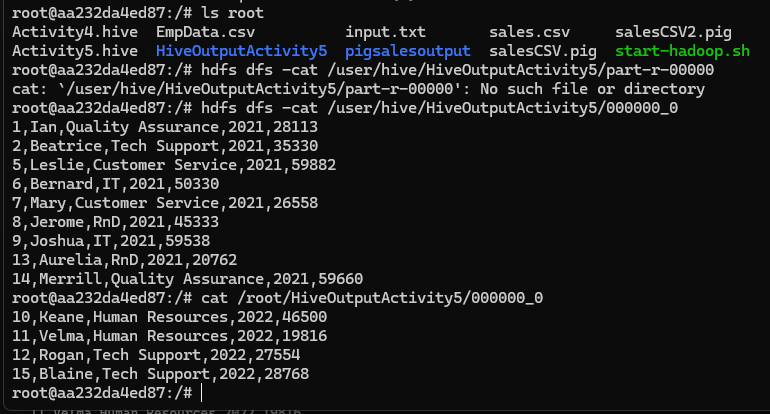 root@aa232da4ed87:/# ls root
Activity4.hive  EmpData.csv          input.txt       sales.csv     salesCSV2.pig
Activity5.hive  HiveOutputActivity5  pigsalesoutput  salesCSV.pig  start-hadoop.sh
root@aa232da4ed87:/# hdfs dfs -cat /user/hive/HiveOutputActivity5/part-r-00000
cat: `/user/hive/HiveOutputActivity5/part-r-00000': No such file or directory
root@aa232da4ed87:/# hdfs dfs -cat /user/hive/HiveOutputActivity5/000000_0
1,Ian,Quality Assurance,2021,28113
2,Beatrice,Tech Support,2021,35330
5,Leslie,Customer Service,2021,59882
6,Bernard,IT,2021,50330
7,Mary,Customer Service,2021,26558
8,Jerome,RnD,2021,45333
9,Joshua,IT,2021,59538
13,Aurelia,RnD,2021,20762
14,Merrill,Quality Assurance,2021,59660
root@aa232da4ed87:/# cat /root/HiveOutputActivity5/000000_0
10,Keane,Human Resources,2022,46500
11,Velma,Human Resources,2022,19816
12,Rogan,Tech Support,2022,27554
15,Blaine,Tech Support,2022,28768
root@aa232da4ed87:/#